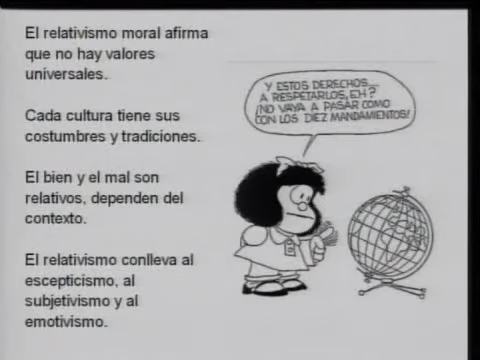 El relativismo moral afirma
que no hay valores
universales.
Cada cultura tiene sus
costumbres y tradiciones.
El bien y el mal son
relativos, dependen del
contexto.
El relativismo conlleva al
escepticismo, al
subjetivismo y al
emotivismo.
Y ESTOS DERECHOS...
A RESPETARLOS, EH?
¡NO VAYA A PASAR COMO
CON LOS DIEZ MANDAMIENTOS!